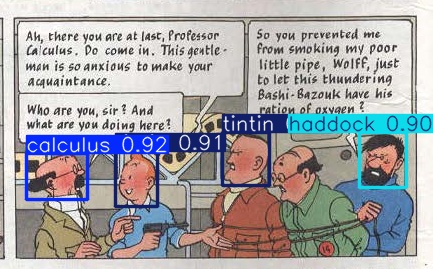 Ah, there you are at last, Professor
Calculus. Do come in. This gentle-
man is so anxious to make your
acquaintance.
Who are you, sir? And
what are you doing here?
So you prevented me
from smoking my poor
little pipe, Wolff, just
to let this thundering
Bashi-Bazouk have his
ration of oxygen?
calculus 0.92
0.91
tintin
haddock 0.90